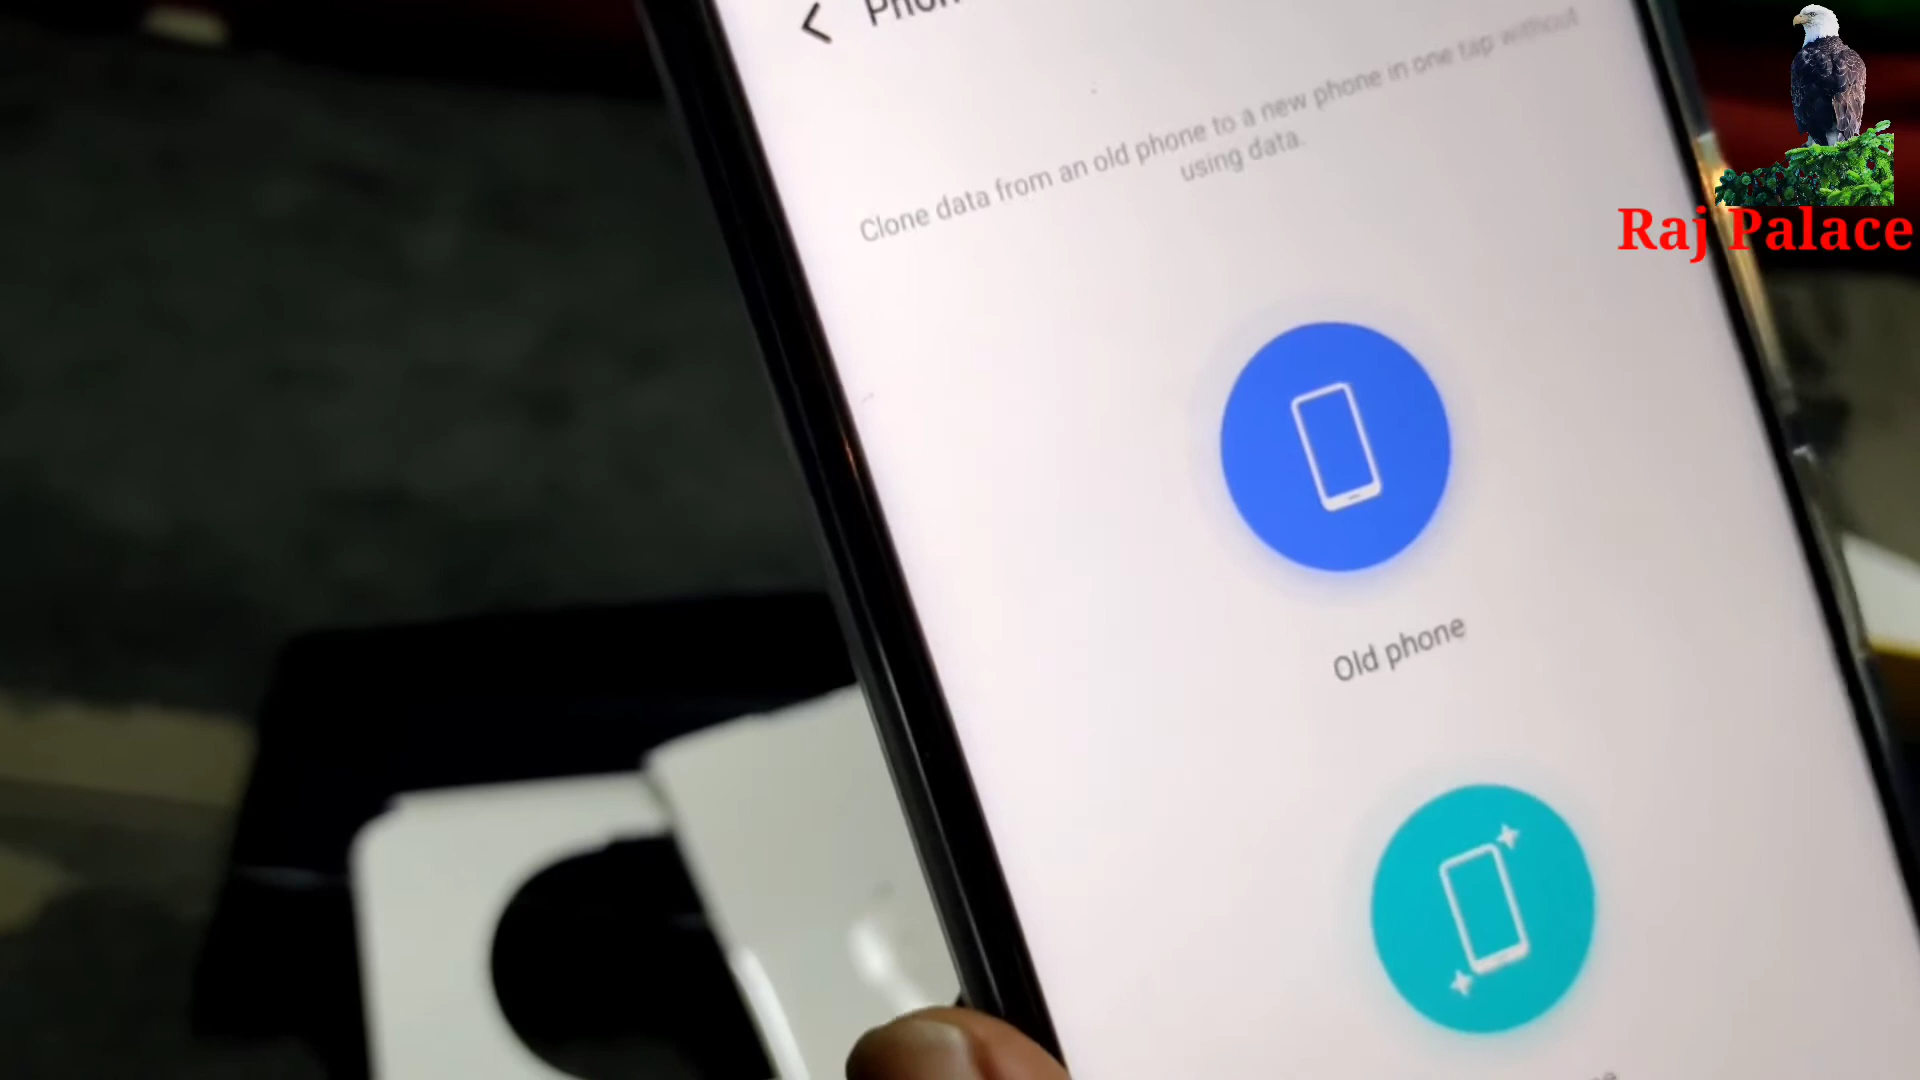 Clone data from an old phone to a new phone in one tap without
using data.
Raj Palace
Old phone